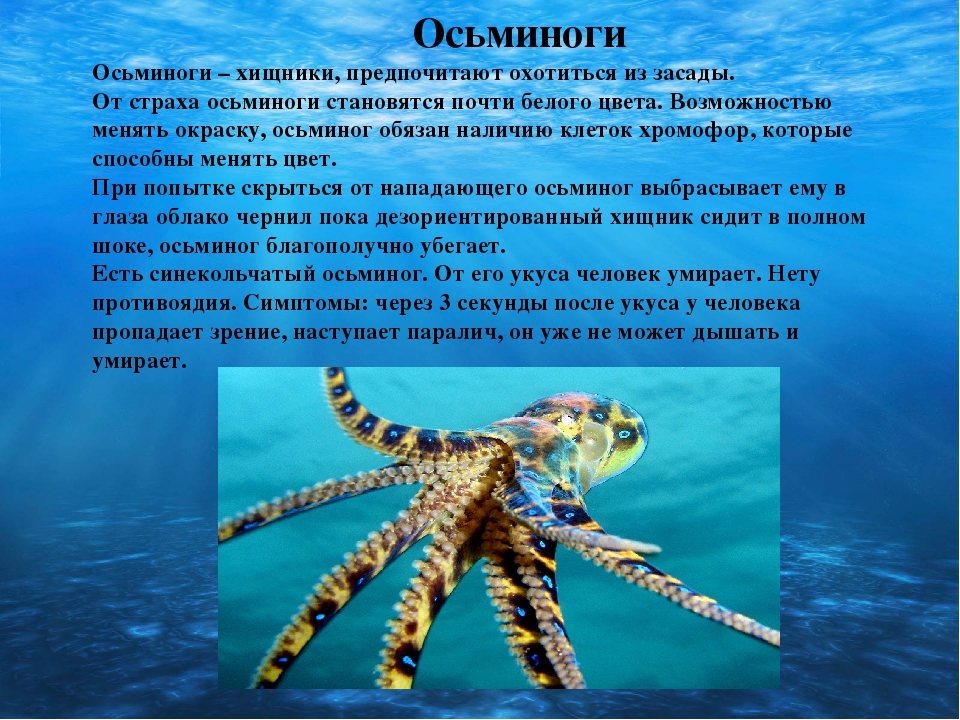 Осьминоги
Осьминоги – хищники, предпочитают охотиться из засады.
От страха осьминоги становятся почти белого цвета. Возможностью
менять окраску, осьминог обязан наличию клеток хромофор, которые
способны менять цвет.
При попытке скрыться от нападающего осьминог выбрасывает ему в
глаза облако чернил пока дезориентированный хищник сидит в полном
шоке, осьминог благополучно убегает.
Есть синекольчатый осьминог. От его укуса человек умирает. Нету
противоядия. Симптомы: через 3 секунды после укуса у человека
пропадает зрение, наступает паралич, он уже не может дышать и
умирает.